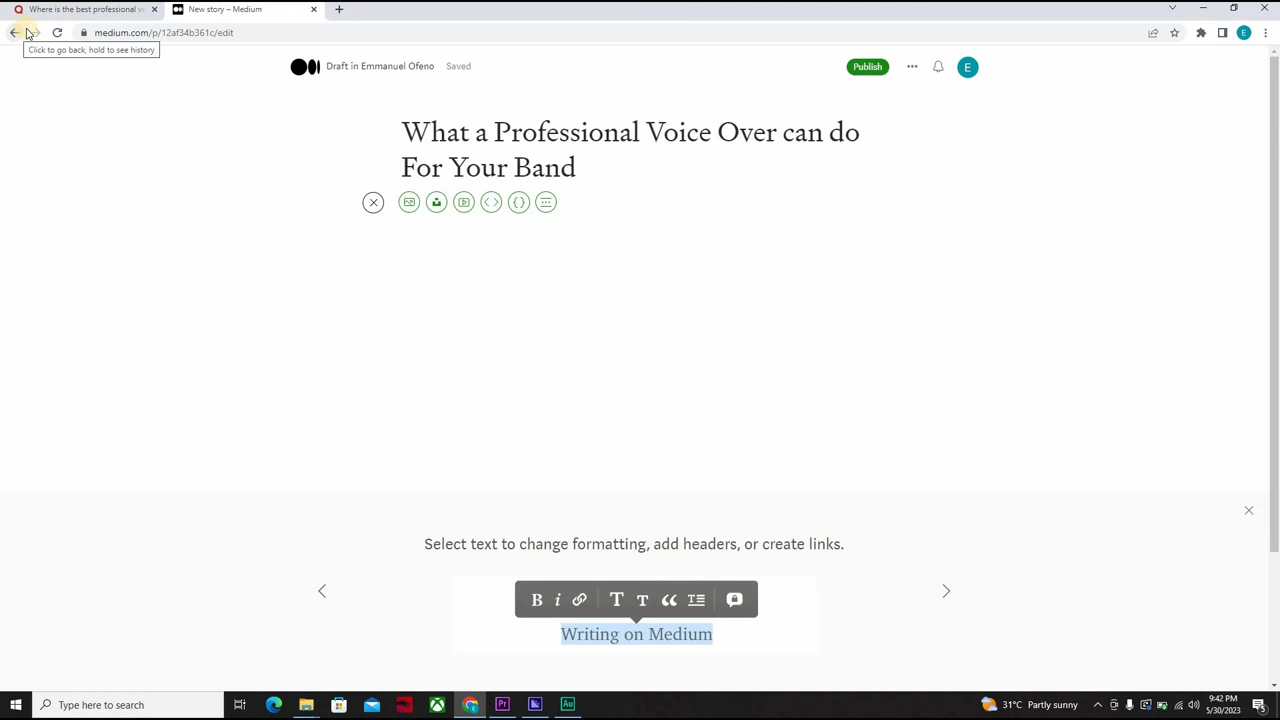 Where is the best professional v
New story – Medium
medium.com/p/12af34b361c/edit
Click to go back, hold to see history
Draft in Emmanuel Ofeno
Saved
Publish
E
E
What a Professional Voice Over can do
For Your Band
Select text to change formatting, add headers, or create links.
B i T T
Writing on Medium
Type here to search
Pr
Au
31°C Partly sunny
9:42 PM
5/30/2023